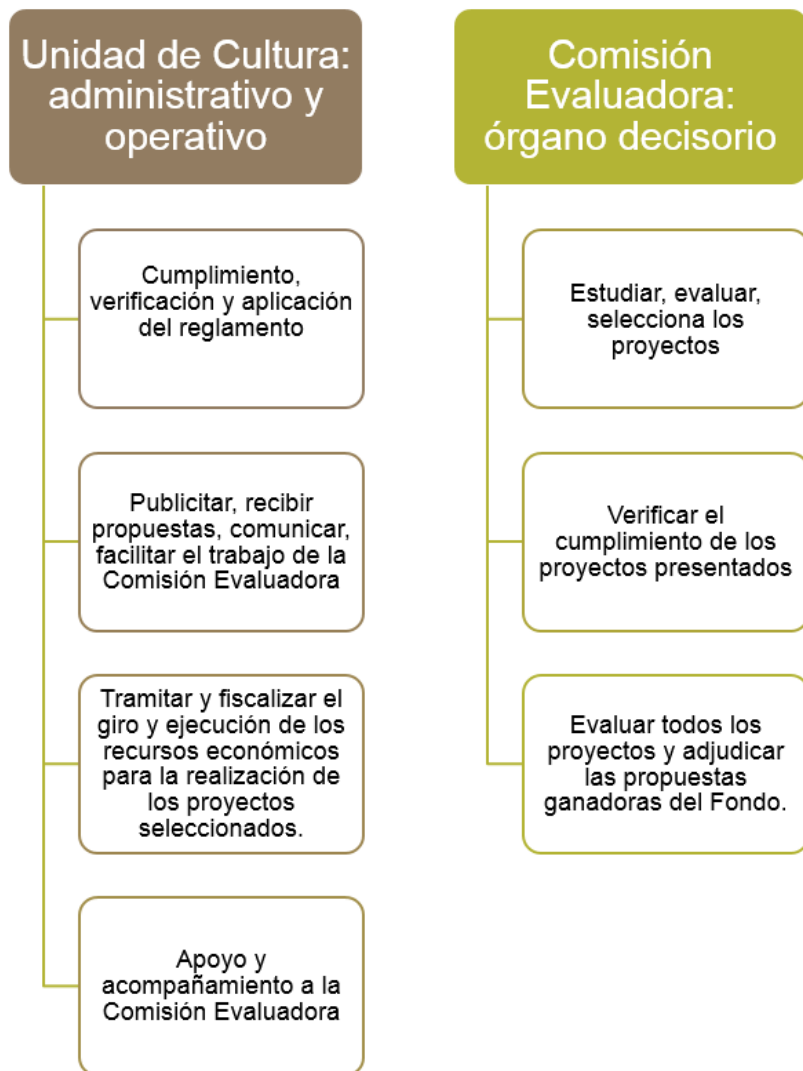 Unidad de Cultura:
administrativo y
operativo
Cumplimiento,
verificación y aplicación
del reglamento
Publicitar, recibir
propuestas, comunicar,
facilitar el trabajo de la
Comisión Evaluadora
Tramitar y fiscalizar el
giro y ejecución de los
recursos económicos
para la realización de
los proyectos
seleccionados.
Apoyo y
acompañamiento a la
Comisión Evaluadora
Comisión
Evaluadora:
órgano decisorio
Estudiar, evaluar,
selecciona los
proyectos
Verificar el
cumplimiento de los
proyectos presentados
Evaluar todos los
proyectos y adjudicar
las propuestas
ganadoras del Fondo.